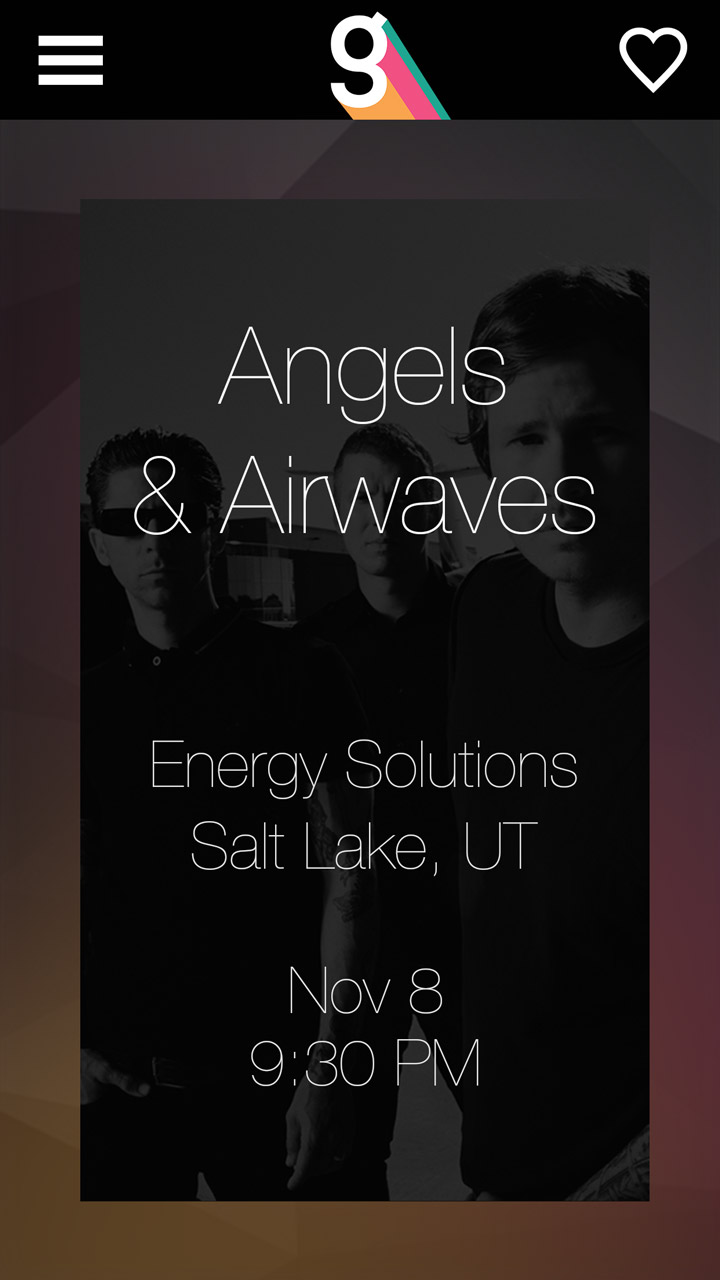 g
Angels
& Airwaves
Energy Solutions
Salt Lake, UT
Nov 8
9:30 PM